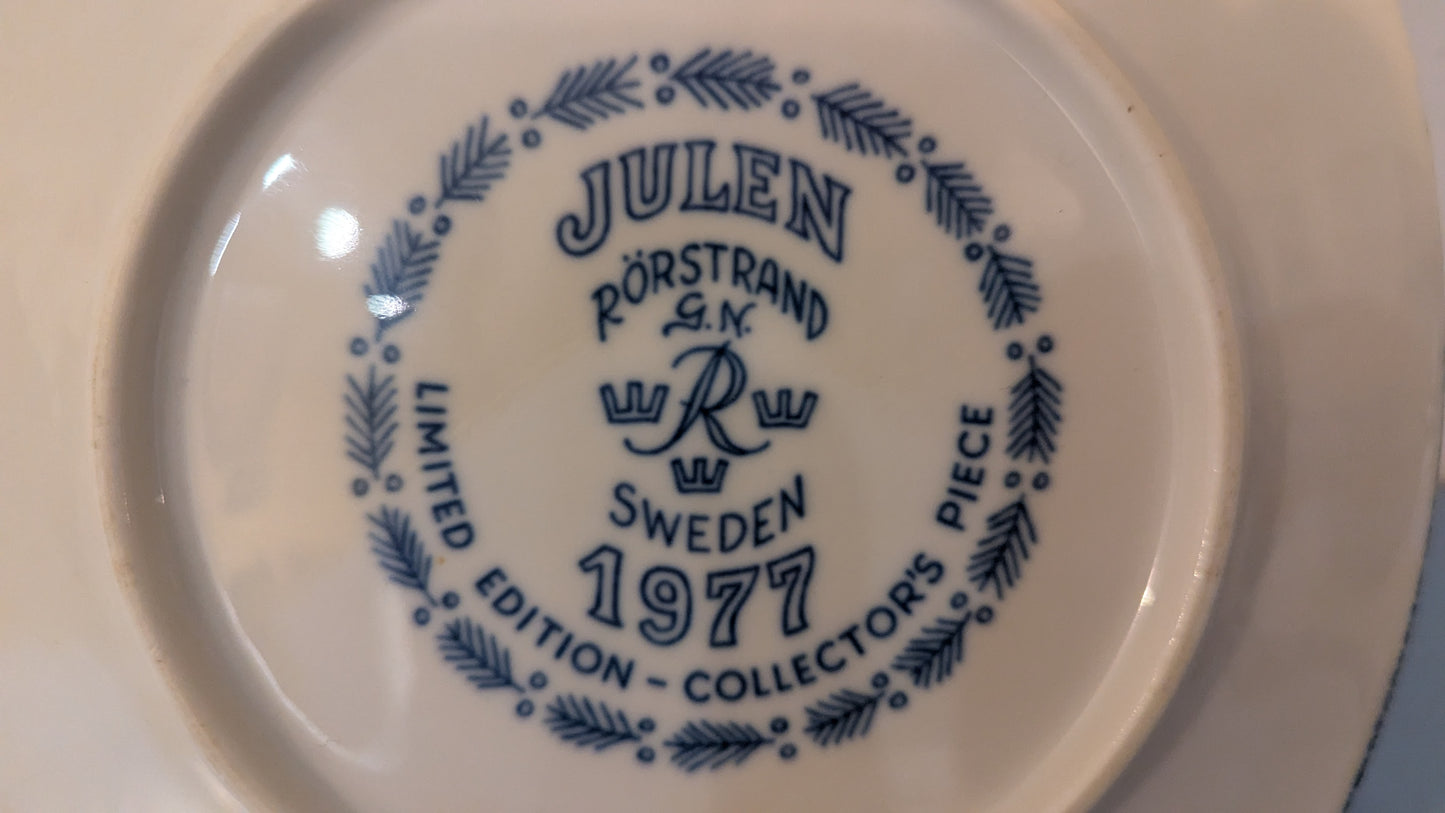 JULEN
RÖRSTRAND
G.N.
R
SWEDEN
1977
LIMITED EDITION - COLLECTOR'S PIECE